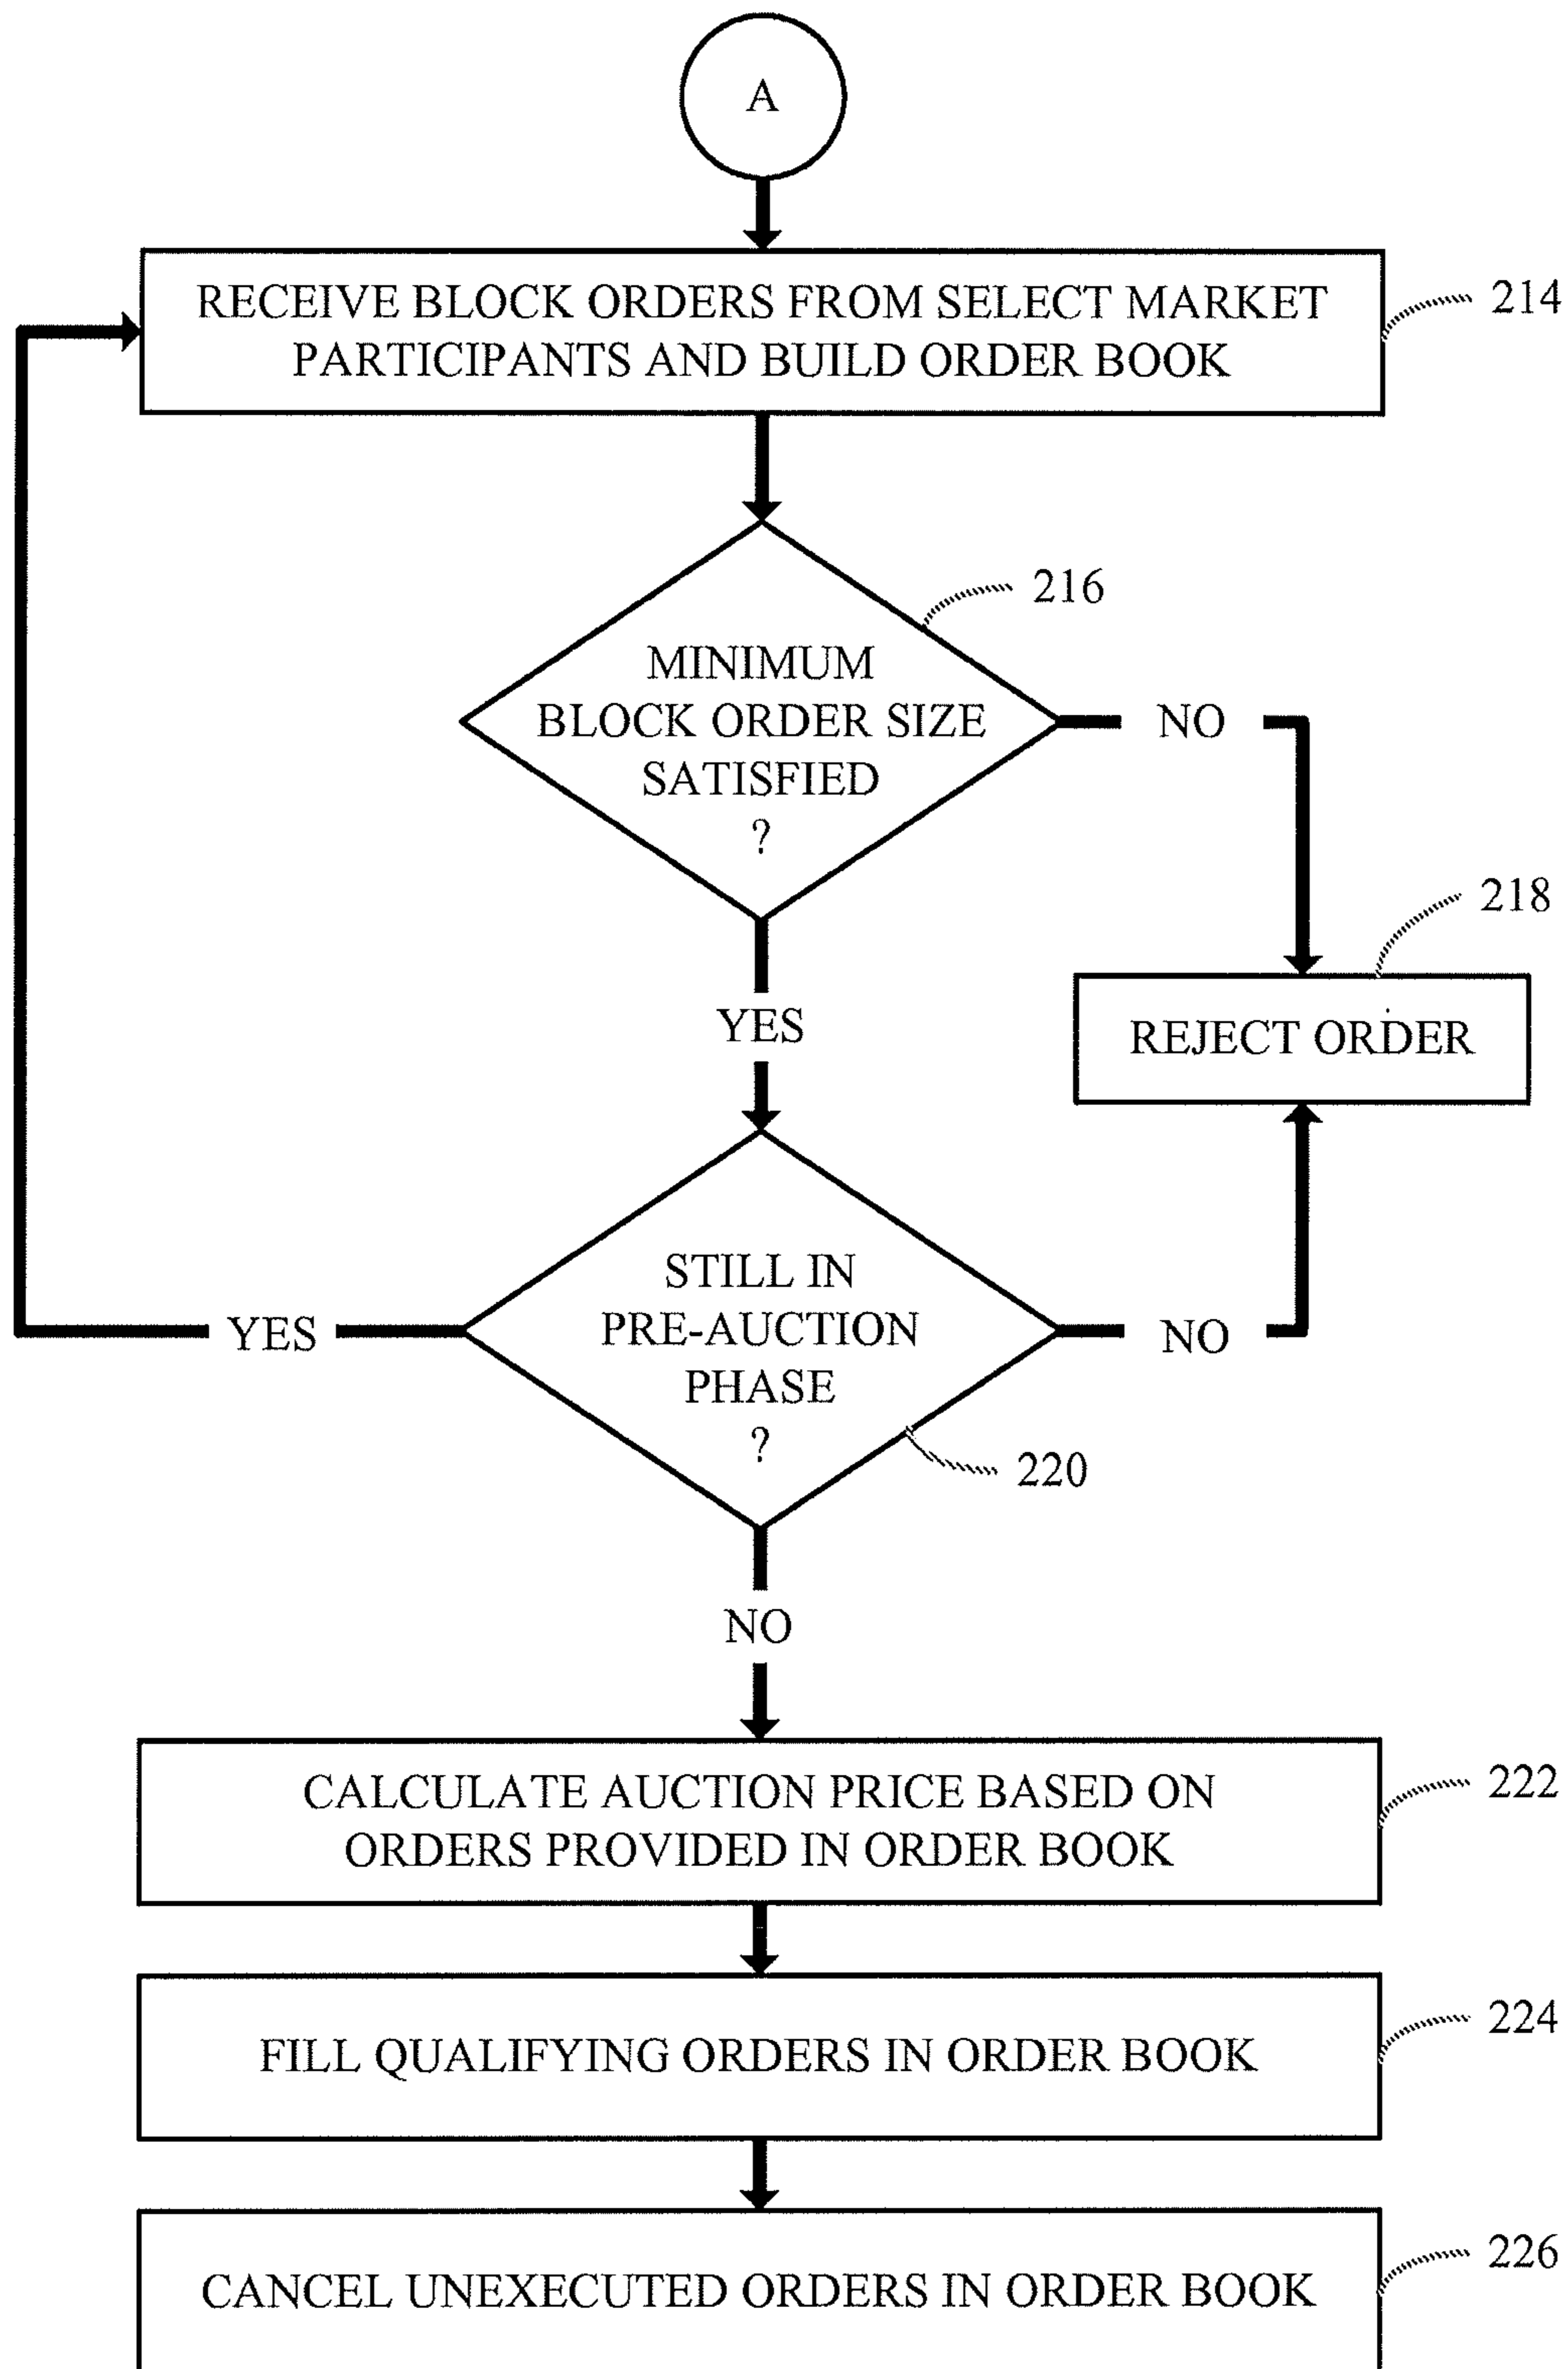 A
RECEIVE BLOCK ORDERS FROM SELECT MARKET
PARTICIPANTS AND BUILD ORDER BOOK
214
216
MINIMUM
BLOCK ORDER SIZE
SATISFIED
?
NO
218
YES
REJECT ORDER
STILL IN
PRE-AUCTION
PHASE
?
YES
NO
220
NO
CALCULATE AUCTION PRICE BASED ON
ORDERS PROVIDED IN ORDER BOOK
222
FILL QUALIFYING ORDERS IN ORDER BOOK
224
CANCEL UNEXECUTED ORDERS IN ORDER BOOK
226